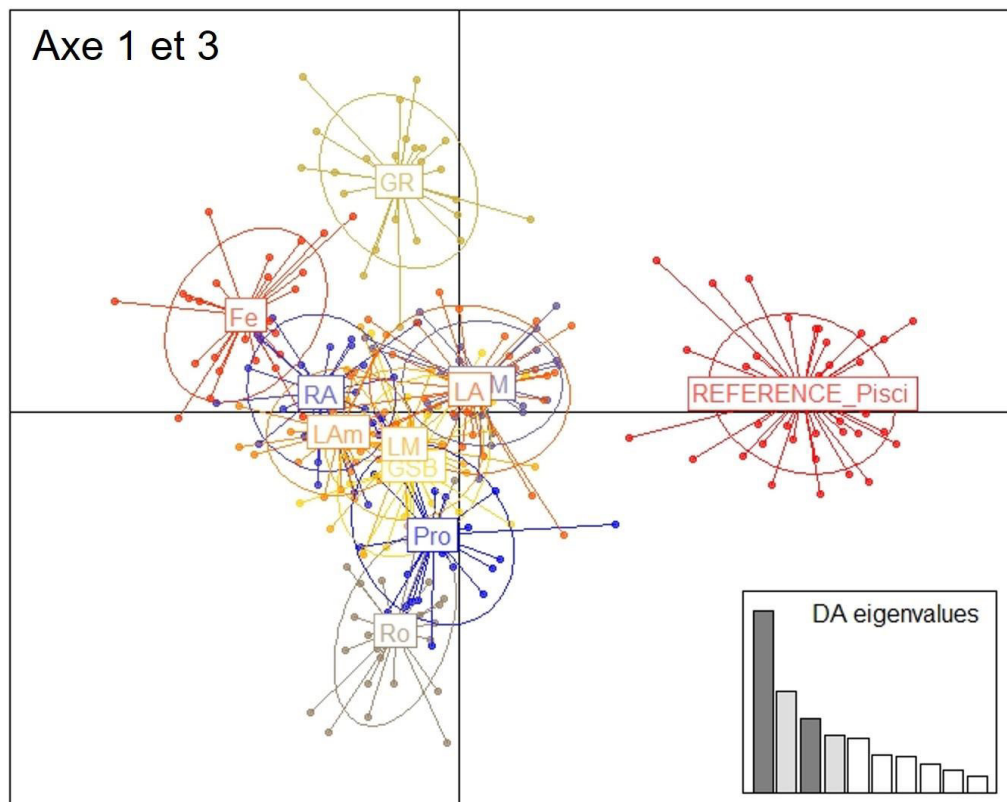 Axe 1 et 3
GR
Fe
RA
LA
M
REFERENCE_Pisci
LAm
LM
GSB
Pro
Ro
DA eigenvalues